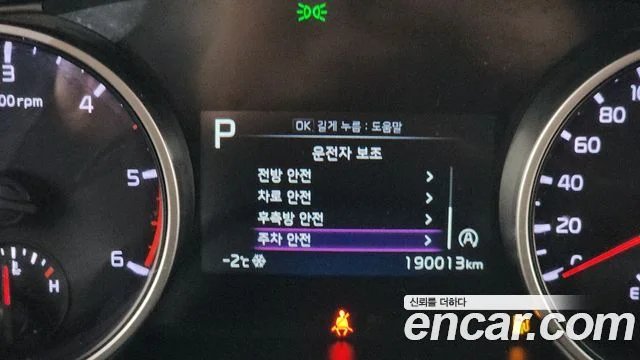 3
00rpm
4
5
6
H
P
OK 길게 누름 : 도움말
운전자 보조
전방 안전
차로 안전
후측방 안전
주차 안전
-2℃
190013km
A
100
80
60
40
20
0
신뢰를 더하다
encar.com